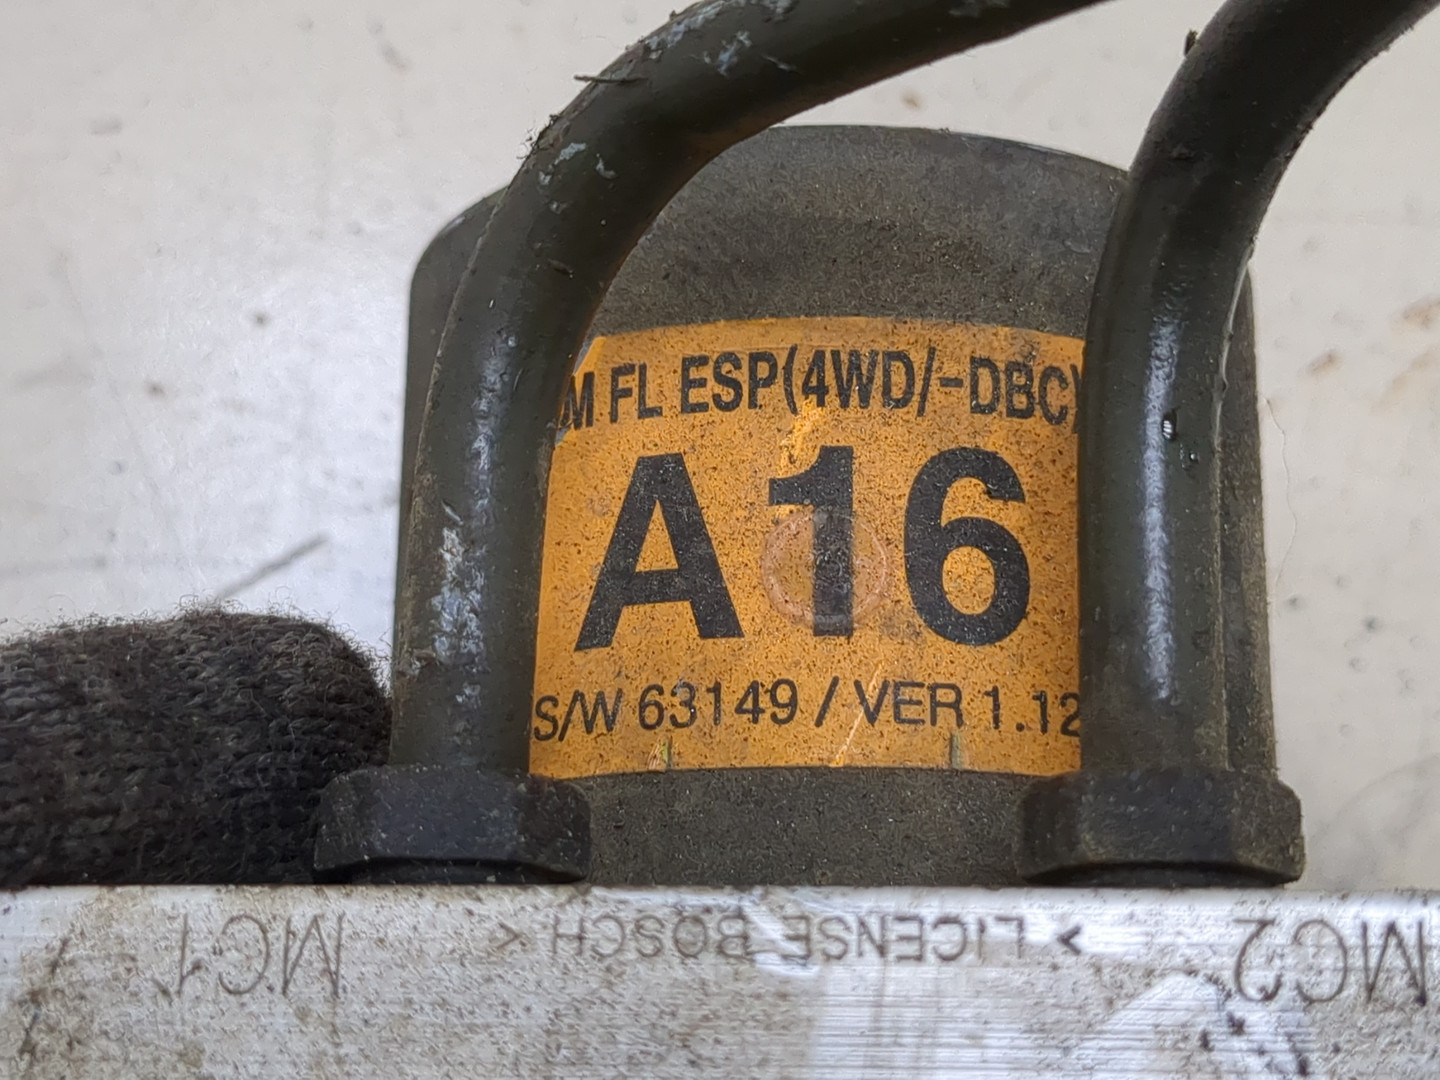 M FL ESP(4WD/-DBC)
A16
S/W 63149 / VER 1.12
MC1 > LICENSE BOSCH < MC2